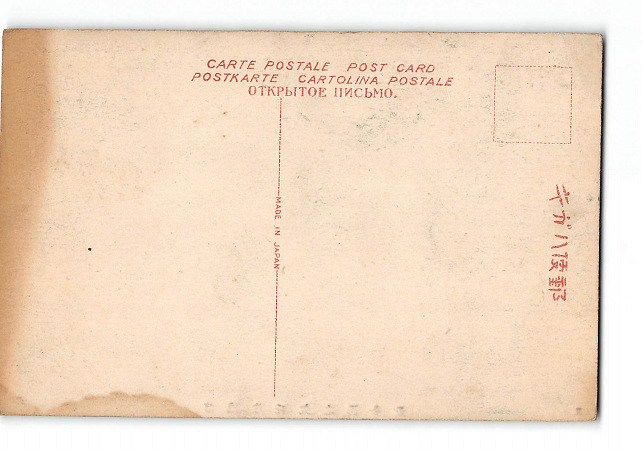 CARTE POSTALE POST CARD
POSTKARTE CARTOLINA POSTALE
ОТКРЫТОЕ ПИСЬМО.
MADE IN JAPAN
郵便ハガキ